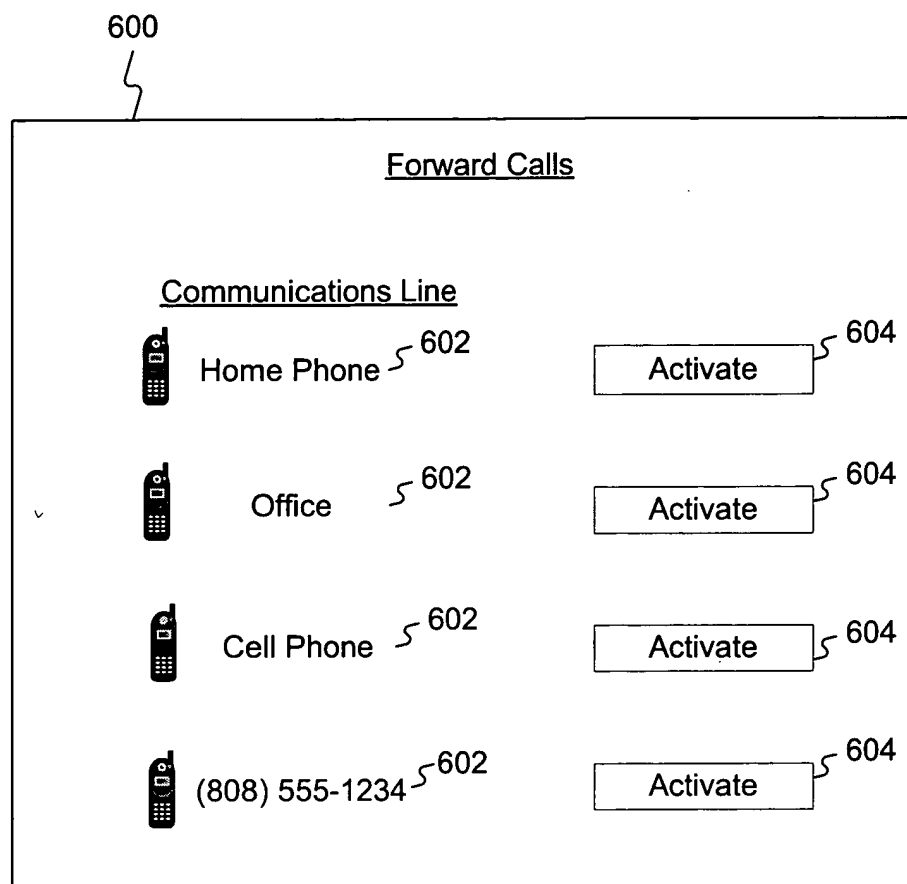 600
Forward Calls
Communications Line
Home Phone 602 Activate 604
Office 602 Activate 604
Cell Phone 602 Activate 604
(808) 555-1234 602 Activate 604